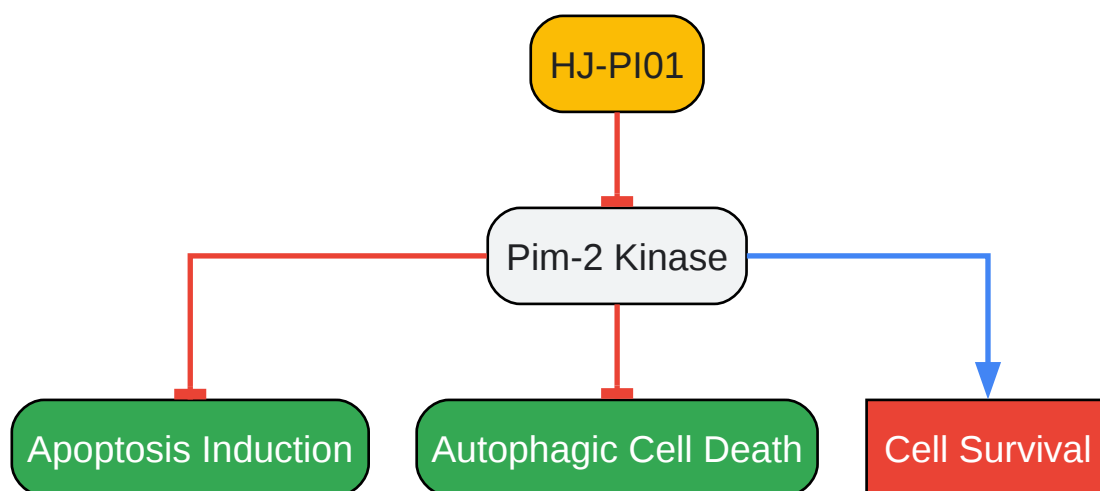 HJ-PI01
Pim-2 Kinase
Apoptosis Induction
Autophagic Cell Death
Cell Survival